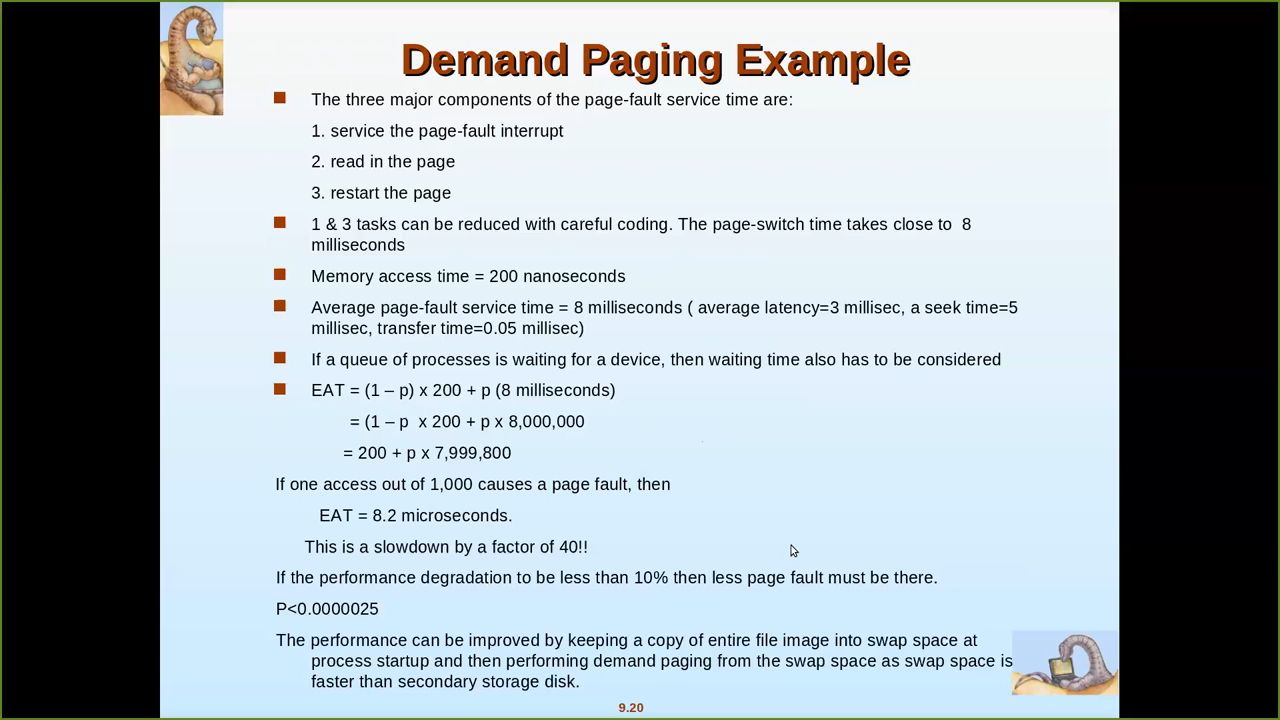 Demand Paging Example
The three major components of the page-fault service time are:
1. service the page-fault interrupt
2. read in the page
3. restart the page
1 & 3 tasks can be reduced with careful coding. The page-switch time takes close to  8
milliseconds
Memory access time = 200 nanoseconds
Average page-fault service time = 8 milliseconds ( average latency=3 millisec, a seek time=5
millisec, transfer time=0.05 millisec)
If a queue of processes is waiting for a device, then waiting time also has to be considered
EAT = (1 – p) x 200 + p (8 milliseconds)
= (1 – p  x 200 + p x 8,000,000
= 200 + p x 7,999,800
If one access out of 1,000 causes a page fault, then
EAT = 8.2 microseconds.
This is a slowdown by a factor of 40!!
If the performance degradation to be less than 10% then less page fault must be there.
P<0.0000025
The performance can be improved by keeping a copy of entire file image into swap space at
process startup and then performing demand paging from the swap space as swap space is
faster than secondary storage disk.
9.20